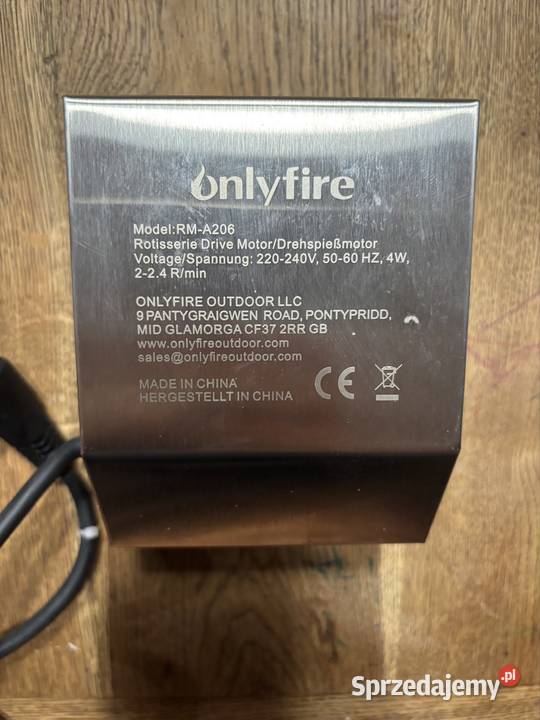 onlyfire
Model:RM-A206
Rotisserie Drive Motor/Drehspießmotor
Voltage/Spannung: 220-240V, 50-60 HZ, 4W,
2-2.4 R/min
ONLYFIRE OUTDOOR LLC
9 PANTYGRAIGWEN ROAD, PONTYPRIDD,
MID GLAMORGA CF37 2RR GB
www.onlyfireoutdoor.com
sales@onlyfireoutdoor.com
MADE IN CHINA
HERGESTELLT IN CHINA
CE
Sprzedajemy.pl